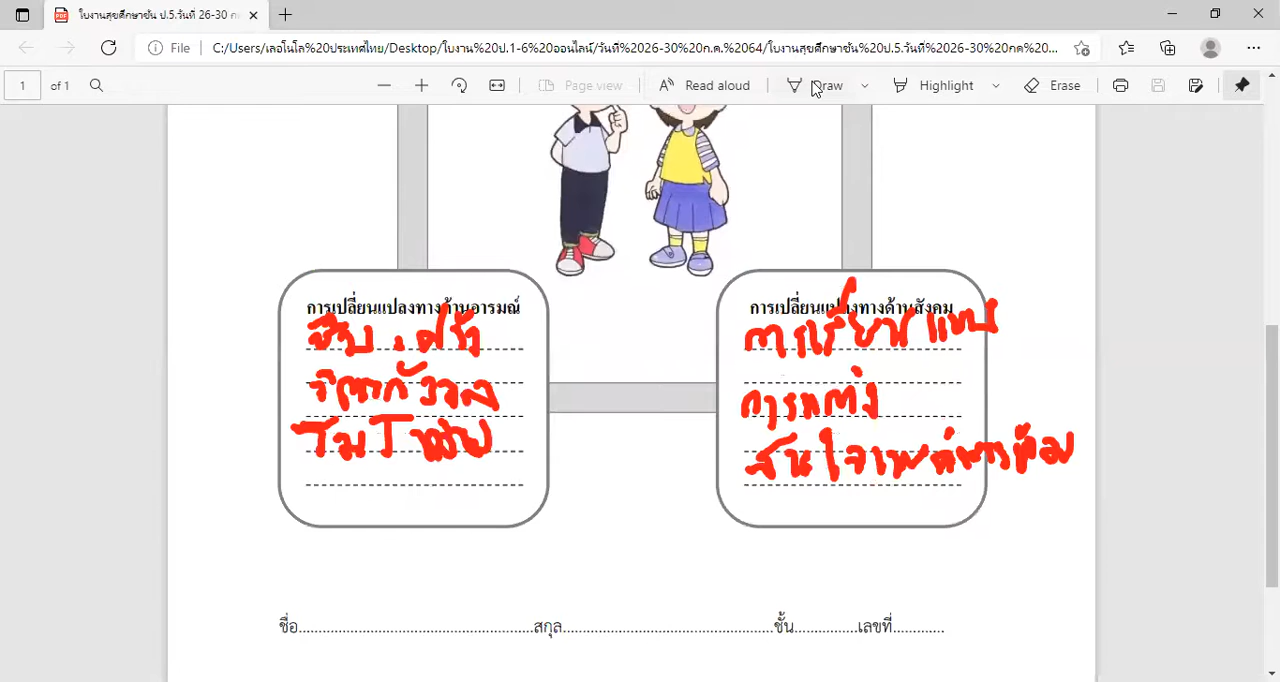 ใบงานสุขศึกษาชั้น ป.5.วันที่ 26-30 ก
File C:/Users/เลอโนโล%20ประเทศไทย/Desktop/ใบงาน%20ป.1-6%20ออนไลน์/วันที่%2026-30%20ก.ค.%2064/ใบงานสุขศึกษาชั้น%20ป.5.วันที่%2026-30%20กด%20...
1 of 1 Page view Read aloud Draw Highlight Erase
การเปลี่ยนแปลงทางด้านอารมณ์
วิตกกังวล
การเปลี่ยนแปลงทางด้านสังคม
การเรียนแบบ
การแต่ง
สนใจเพศตรงข้าม
ชื่อ......................................................สกุล.................................................ชั้น...............เลขที่............